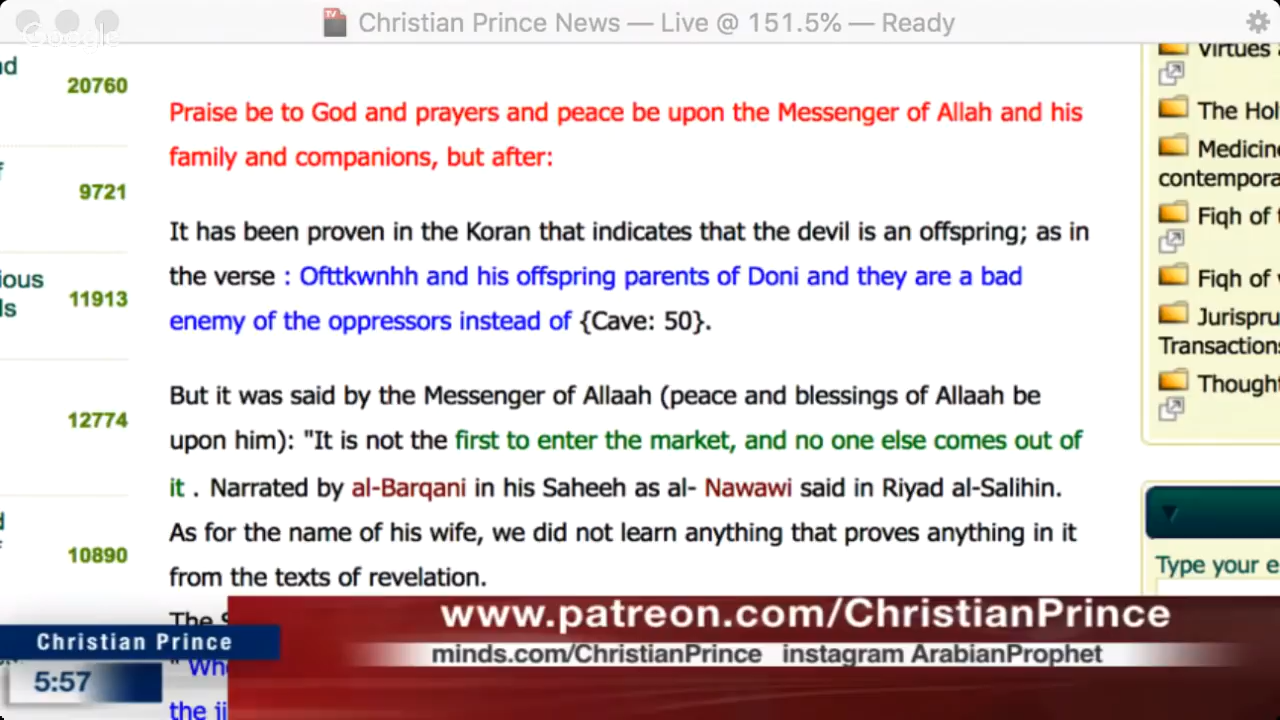 Christian Prince News — Live @ 151.5% — Ready
Google
20760
9721
11913
12774
10890
Praise be to God and prayers and peace be upon the Messenger of Allah and his
family and companions, but after:
It has been proven in the Koran that indicates that the devil is an offspring; as in
the verse : Ofttkwnhh and his offspring parents of Doni and they are a bad
enemy of the oppressors instead of {Cave: 50}.
But it was said by the Messenger of Allaah (peace and blessings of Allaah be
upon him): "It is not the first to enter the market, and no one else comes out of
it . Narrated by al-Barqani in his Saheeh as al- Nawawi said in Riyad al-Salihin.
As for the name of his wife, we did not learn anything that proves anything in it
from the texts of revelation.
the
Virtues
The
Fiqh of
Fiqh of
Type your
www.patreon.com/ChristianPrince
minds.com/ChristianPrince instagram ArabianProphet
Christian Prince
5:57